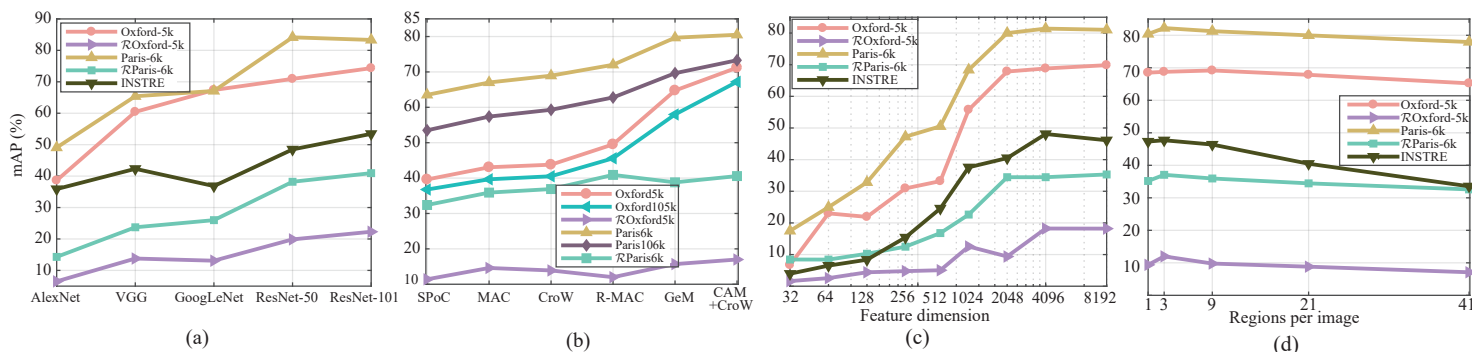 mAP (%)
90
80
70
60
50
40
30
20
10
Oxford-5k
ROxford-5k
Paris-6k
RParis-6k
INSTRE
AlexNet VGG GoogLeNet ResNet-50 ResNet-101
(a)
85
80
70
60
50
40
30
20
10
Oxford5k
Oxford105k
ROxford5k
Paris6k
Paris106k
RParis6k
SPoC MAC CroW R-MAC GeM CAM
+CroW
(b)
80
70
60
50
40
30
20
10
Oxford-5k
ROxford-5k
Paris-6k
RParis-6k
INSTRE
32 64 128 256 512 1024 2048 4096 8192
Feature dimension
(c)
80
70
60
50
40
30
20
10
Oxford-5k
ROxford-5k
Paris-6k
RParis-6k
INSTRE
1 3 9 21 41
Regions per image
(d)